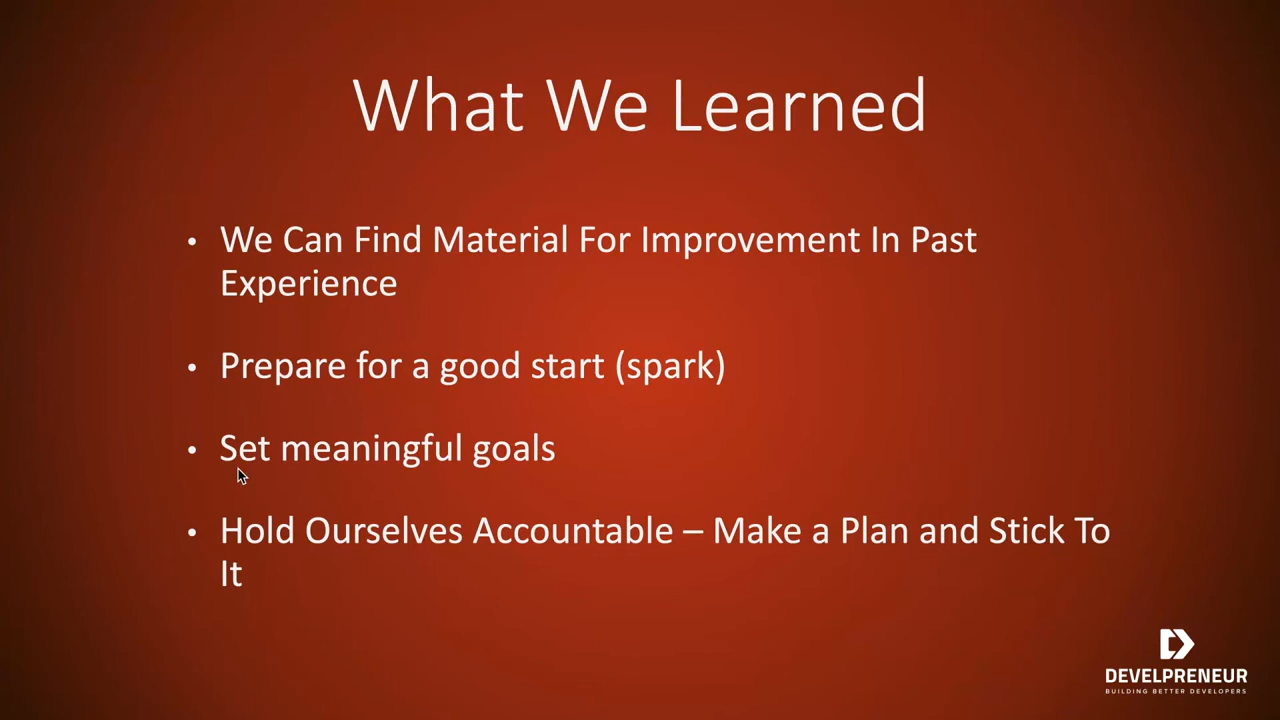 What We Learned
• We Can Find Material For Improvement In Past
Experience
• Prepare for a good start (spark)
• Set meaningful goals
• Hold Ourselves Accountable – Make a Plan and Stick To
It
DEVELPRENEUR
BUILDING BETTER DEVELOPERS